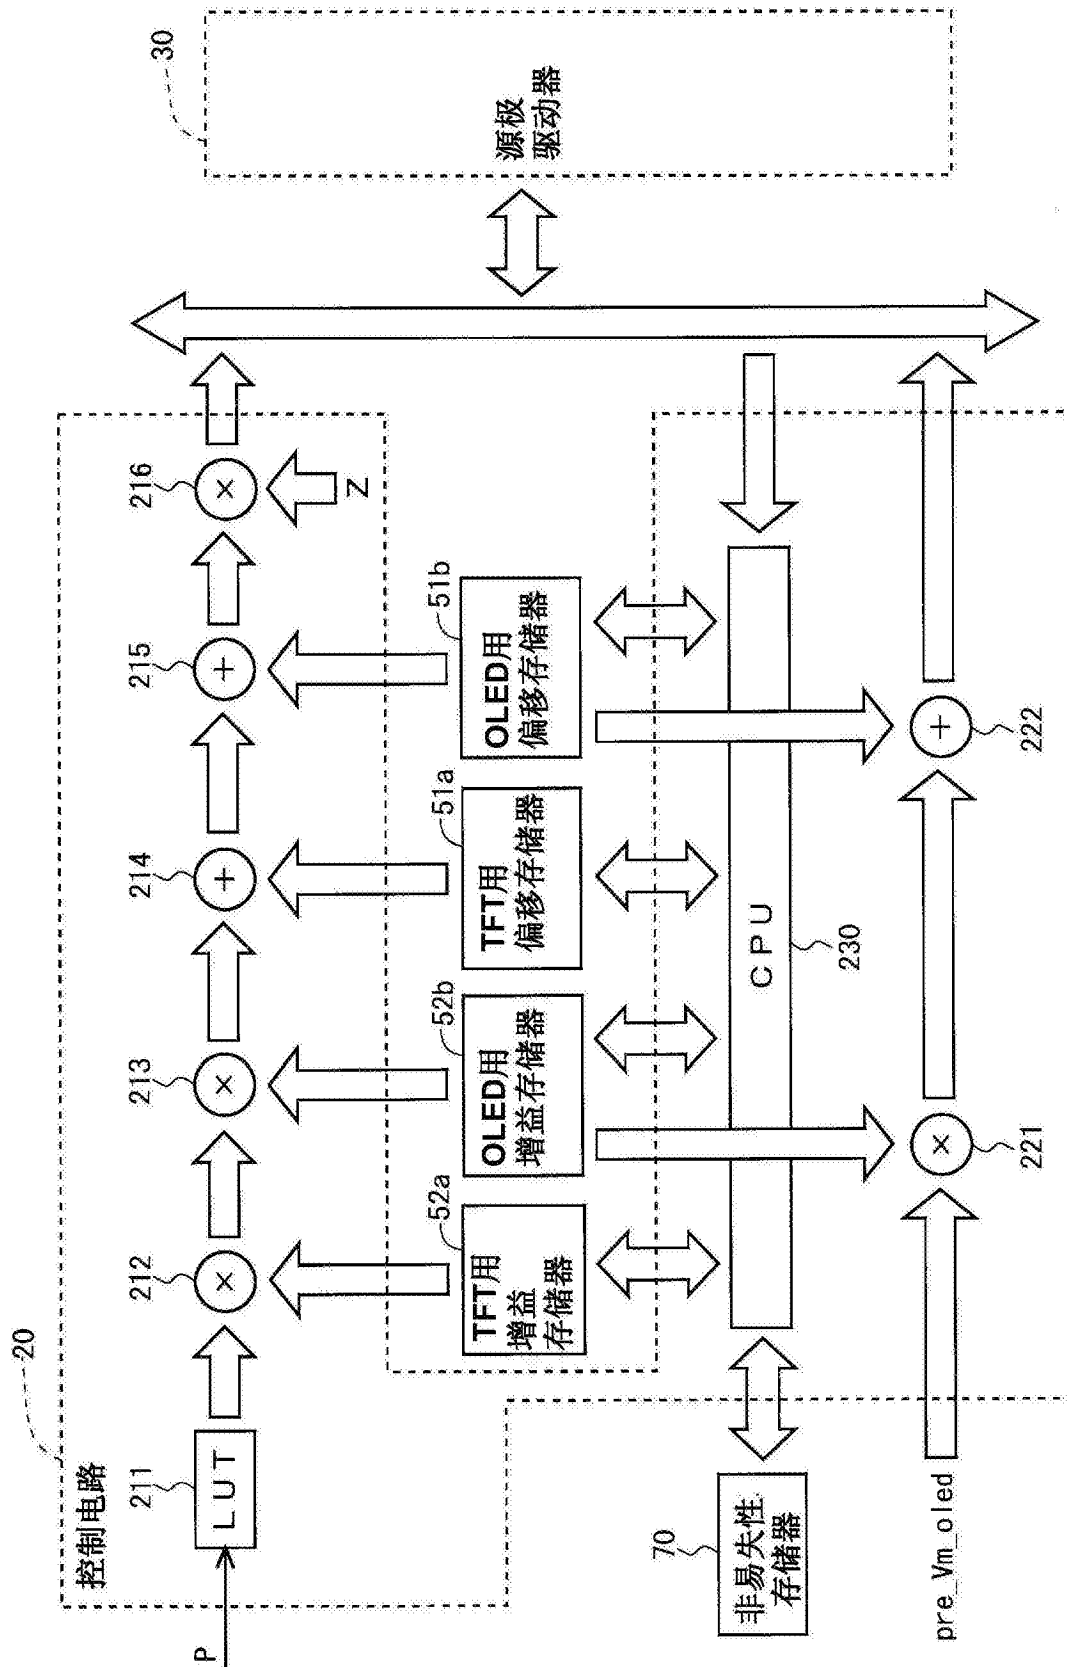 20
控制电路
P
LUT
211
212
213
214
215
216
Z
30
源极
驱动器
52a
TFT用
增益
存储器
52b
OLED用
增益存储器
51a
TFT用
偏移存储器
51b
OLED用
偏移存储器
70
非易失性
存储器
CPU
230
pre_Vm_oled
221
222